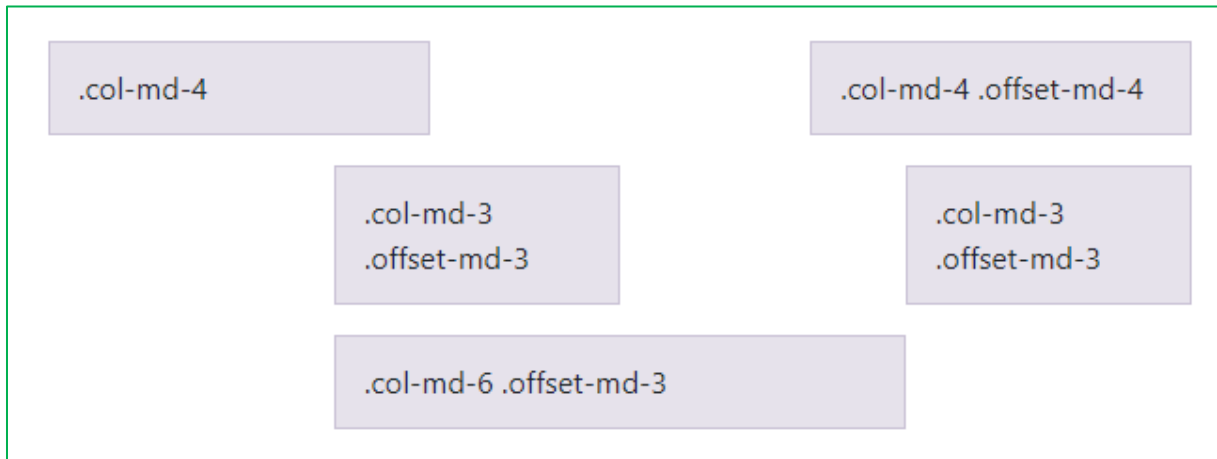 .col-md-4
.col-md-4 .offset-md-4
.col-md-3
.offset-md-3
.col-md-3
.offset-md-3
.col-md-6 .offset-md-3